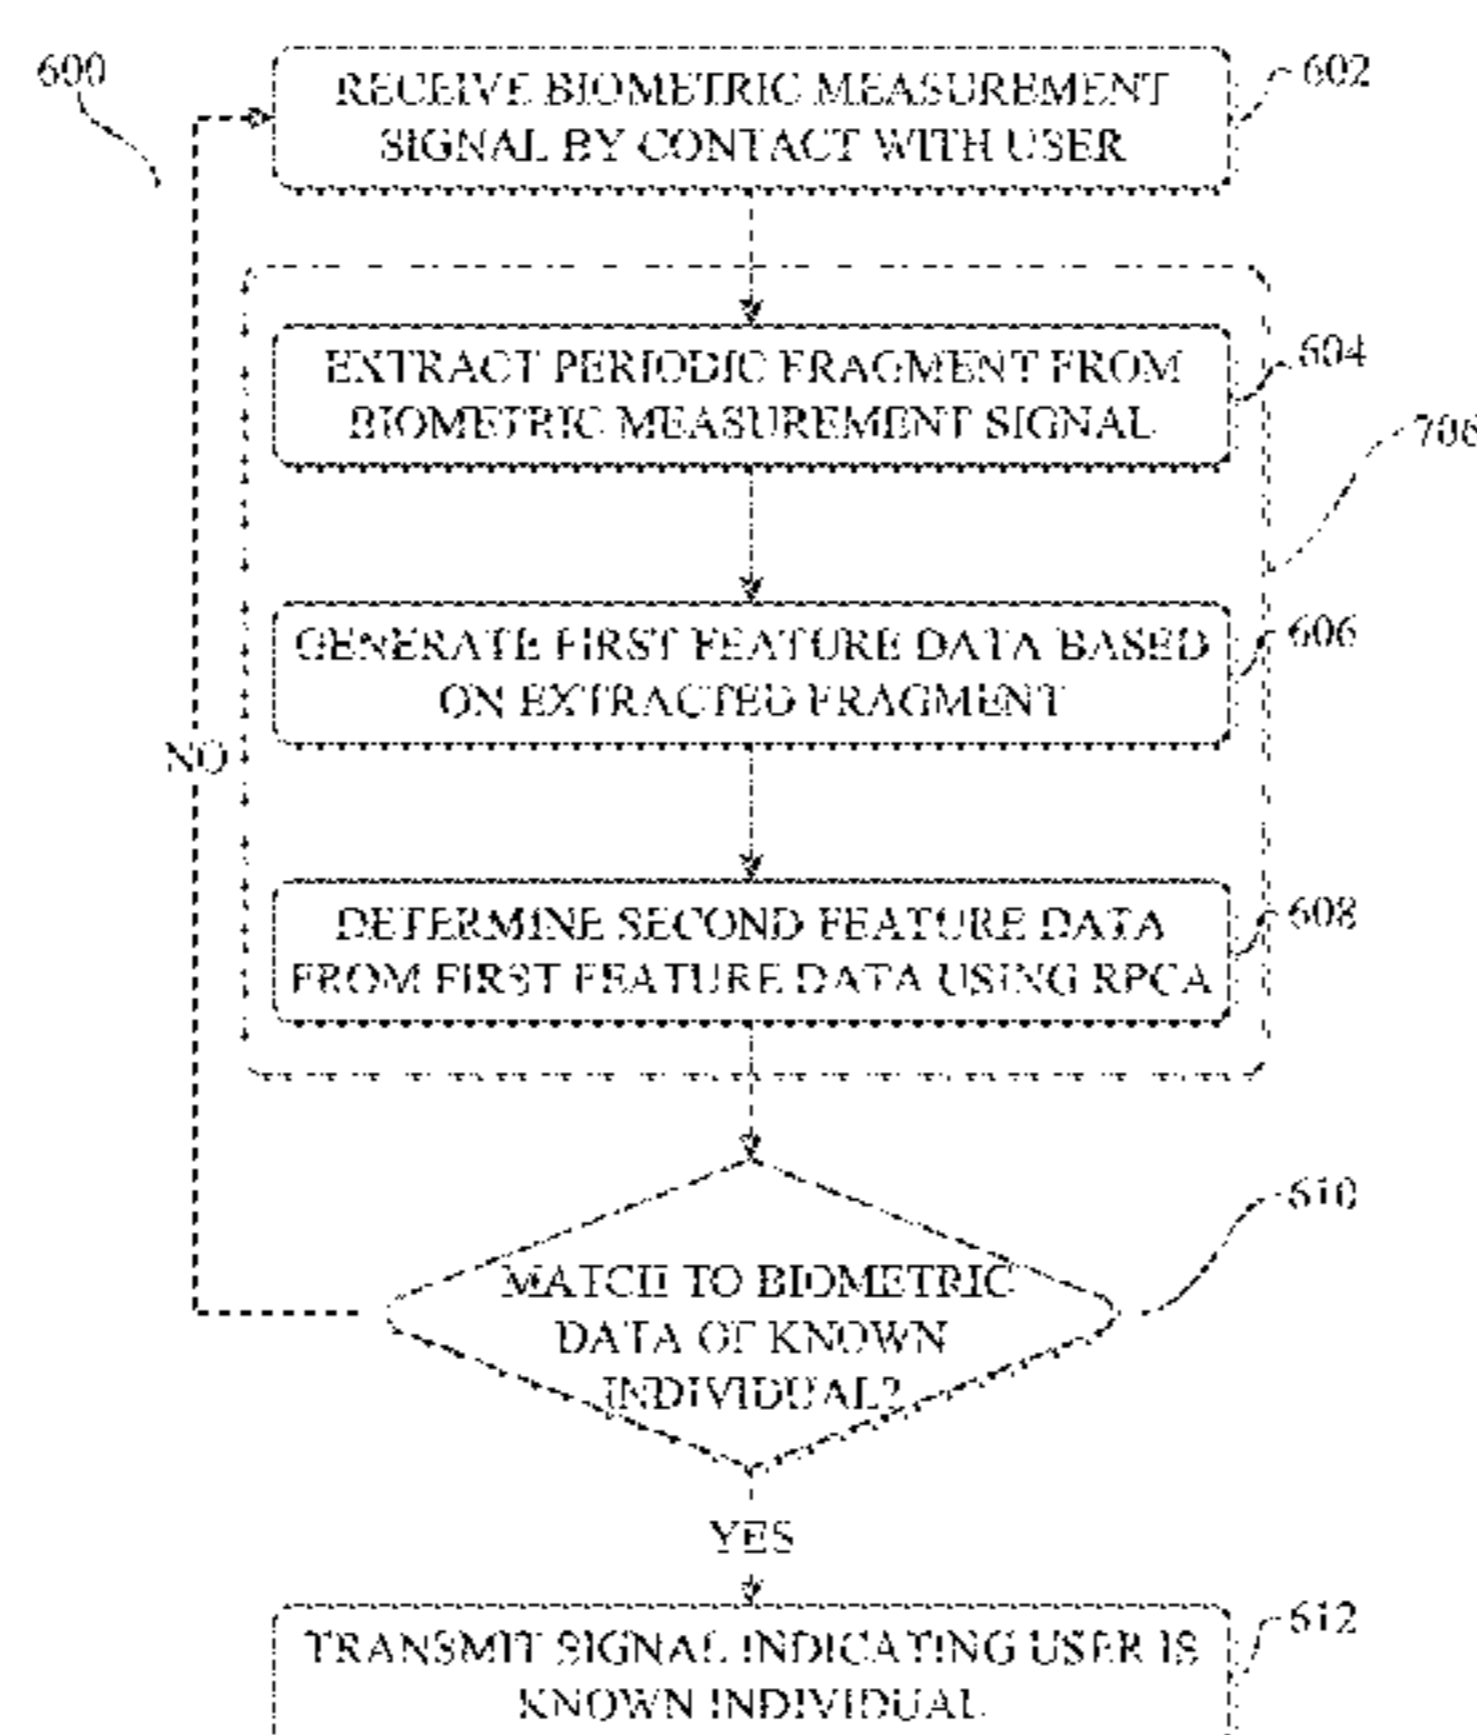 600
RECEIVE BIOMETRIC MEASUREMENT
SIGNAL BY CONTACT WITH USER
602
EXTRACT PERIODIC FRAGMENT FROM
BIOMETRIC MEASUREMENT SIGNAL
604
706
GENERATE FIRST FEATURE DATA BASED
ON EXTRACTED FRAGMENT
606
NO
DETERMINE SECOND FEATURE DATA
FROM FIRST FEATURE DATA USING RPCA
608
610
MATCH TO BIOMETRIC
DATA OF KNOWN
INDIVIDUAL?
YES
TRANSMIT SIGNAL INDICATING USER IS
KNOWN INDIVIDUAL
612